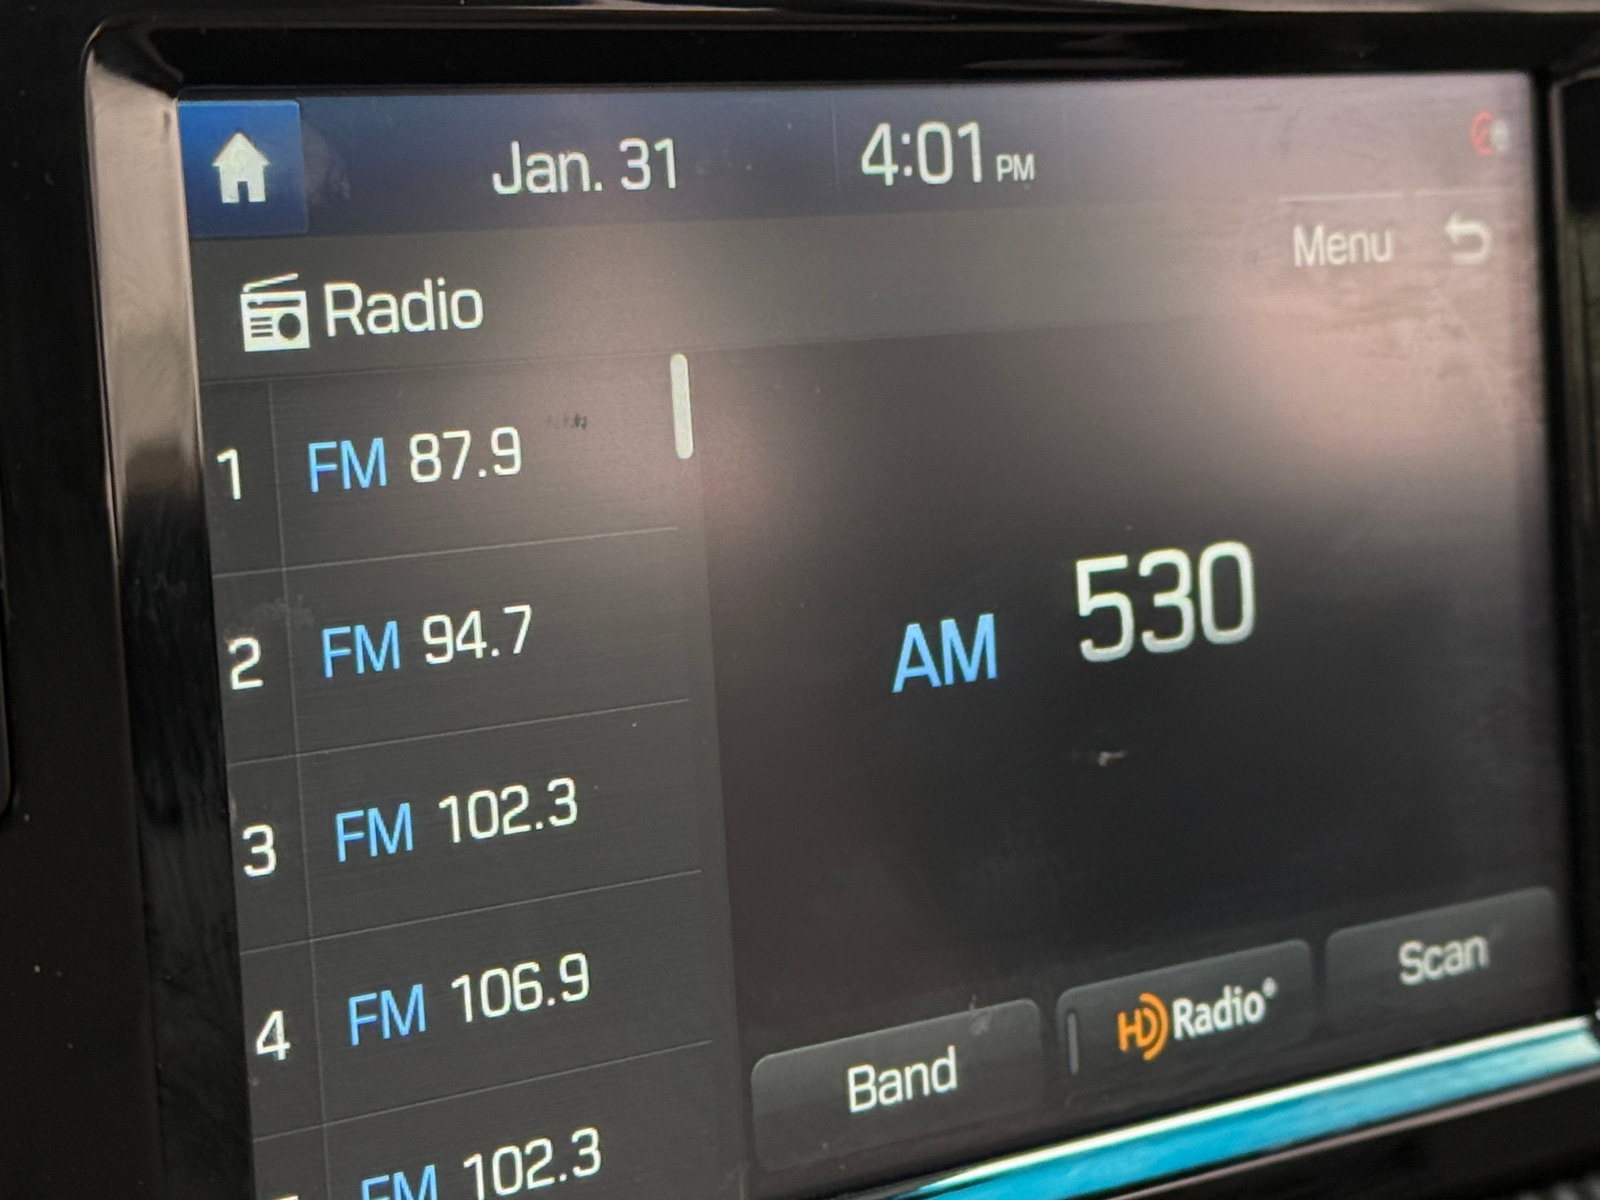 Jan. 31 4:01 PM
Menu
Radio
1 FM 87.9
2 FM 94.7
3 FM 102.3
4 FM 106.9
FM 102.3
AM 530
Band
HD Radio®
Scan